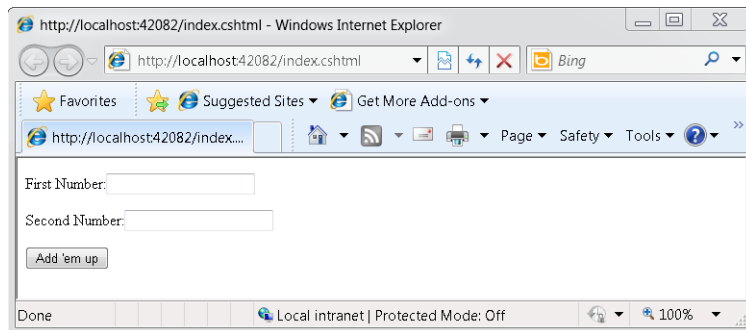 http://localhost:42082/index.cshtml - Windows Internet Explorer
http://localhost:42082/index.cshtml
Bing
Favorites Suggested Sites Get More Add-ons
http://localhost:42082/index.... Page Safety Tools »
First Number:
Second Number:
Add 'em up
Done Local intranet | Protected Mode: Off 100%